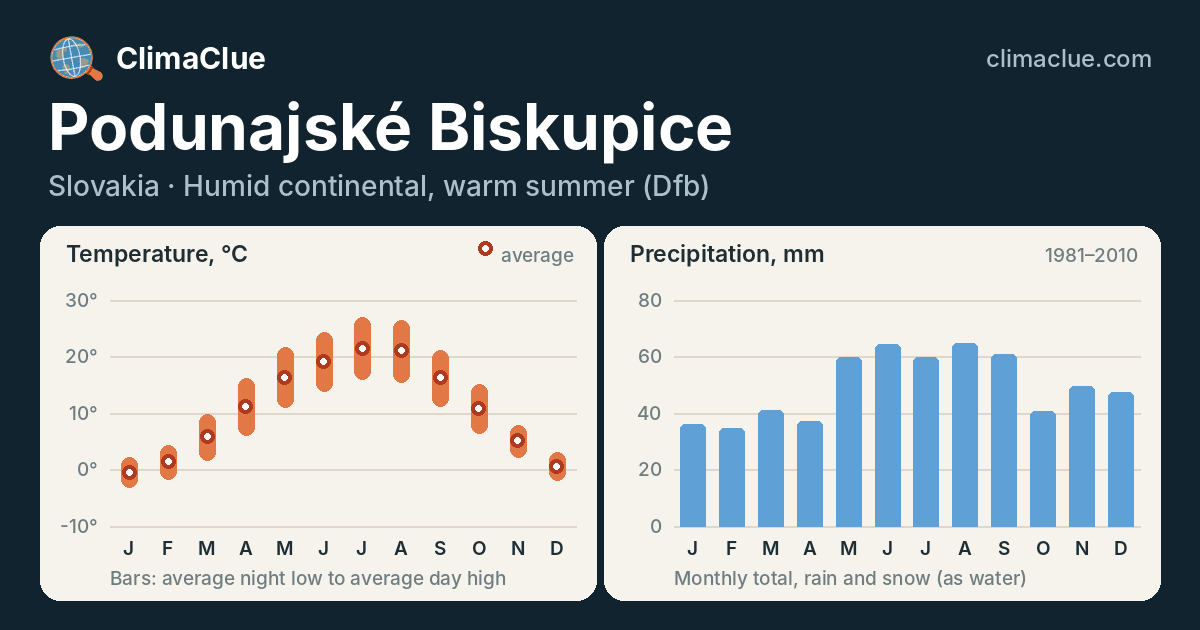 ClimaClue
climaclue.com
Podunajské Biskupice
Slovakia · Humid continental, warm summer (Dfb)
Temperature, °C
average
30°
20°
10°
0°
-10°
J F M A M J J A S O N D
Bars: average night low to average day high
Precipitation, mm
1981–2010
80
60
40
20
0
J F M A M J J A S O N D
Monthly total, rain and snow (as water)